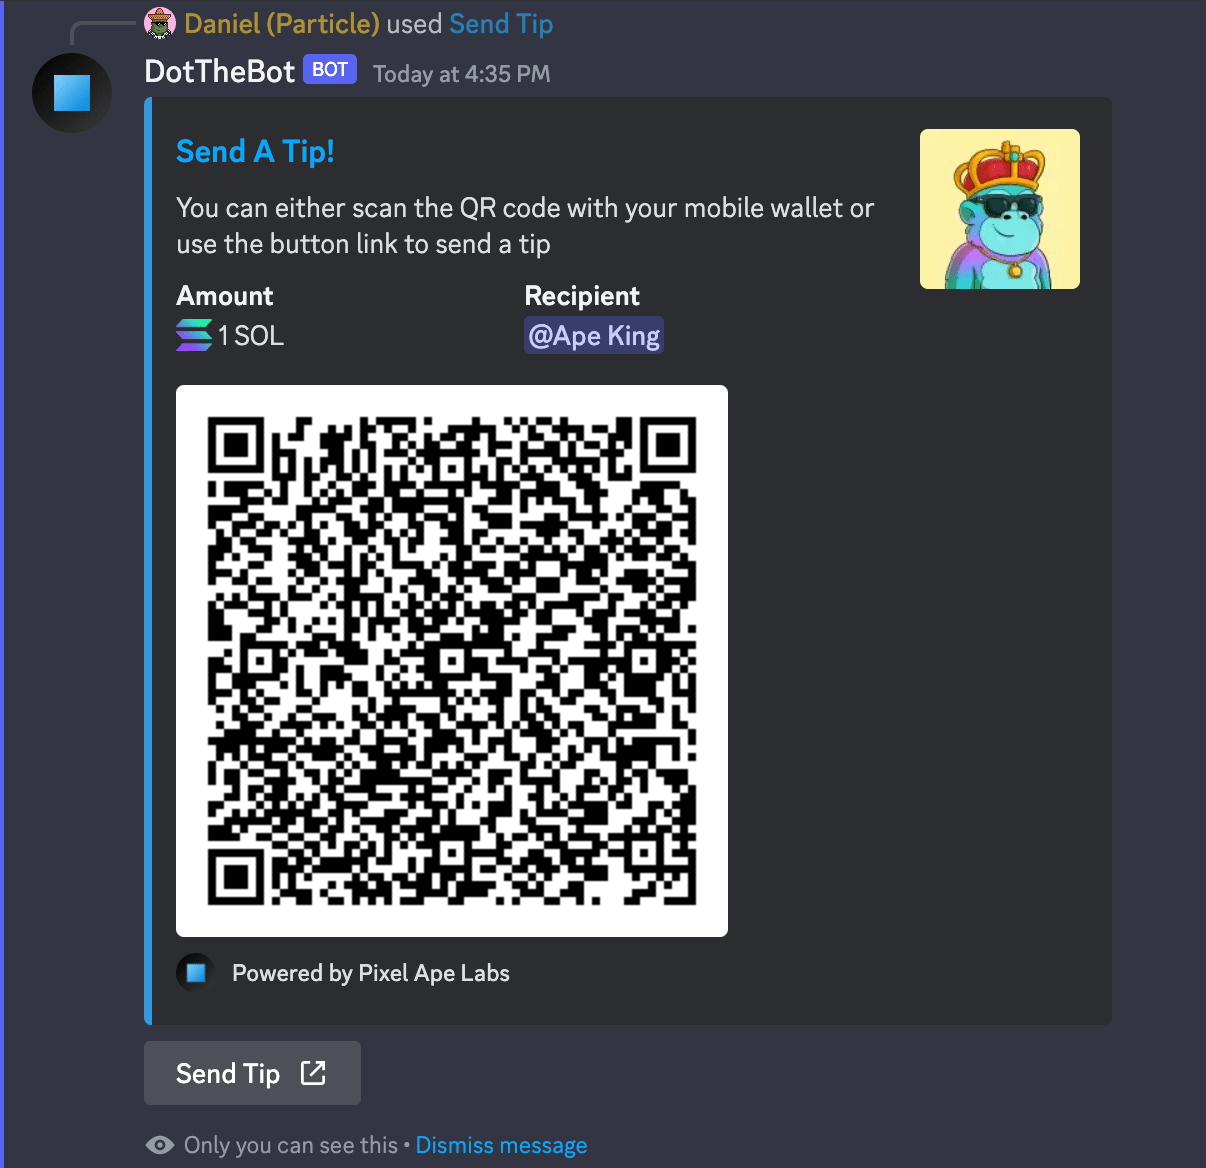 Daniel (Particle) used Send Tip
DotTheBot BOT Today at 4:35 PM
Send A Tip!
You can either scan the QR code with your mobile wallet or
use the button link to send a tip
Amount Recipient
1 SOL @Ape King
Powered by Pixel Ape Labs
Send Tip
Only you can see this • Dismiss message